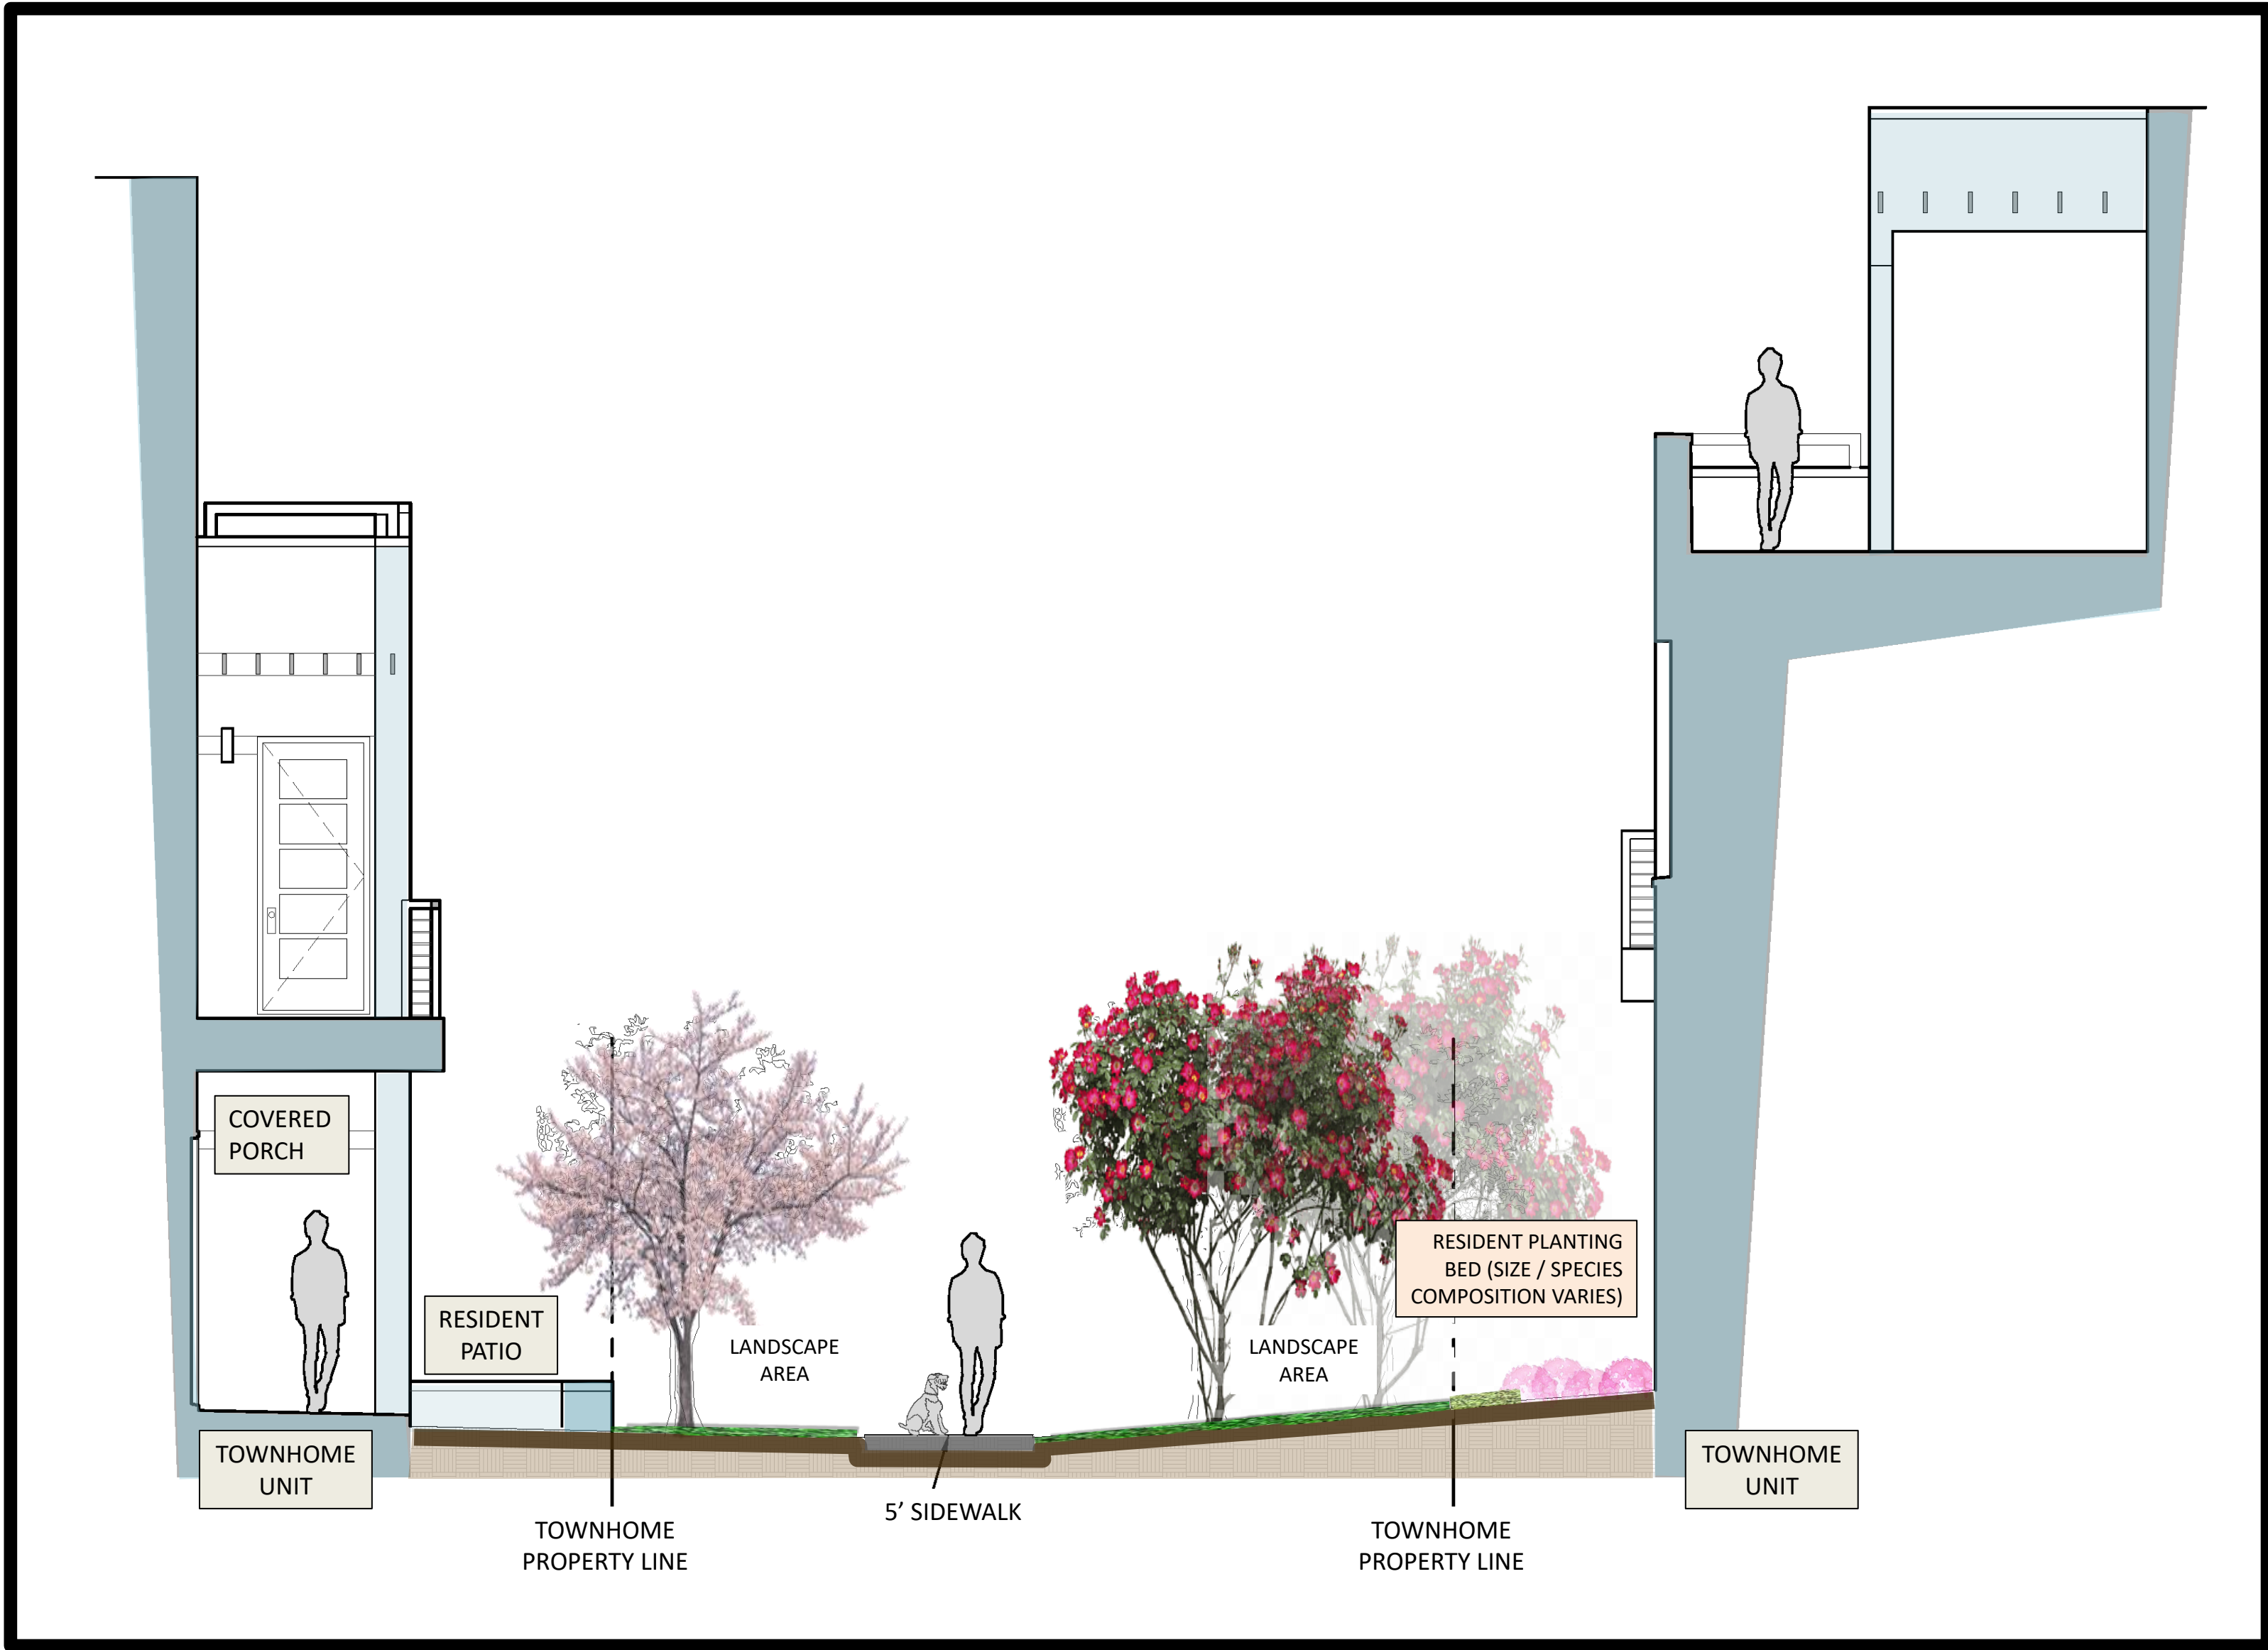 COVERED
PORCH
RESIDENT
PATIO
LANDSCAPE
AREA
LANDSCAPE
AREA
RESIDENT PLANTING
BED (SIZE / SPECIES
COMPOSITION VARIES)
TOWNHOME
UNIT
TOWNHOME
PROPERTY LINE
5’ SIDEWALK
TOWNHOME
PROPERTY LINE
TOWNHOME
UNIT